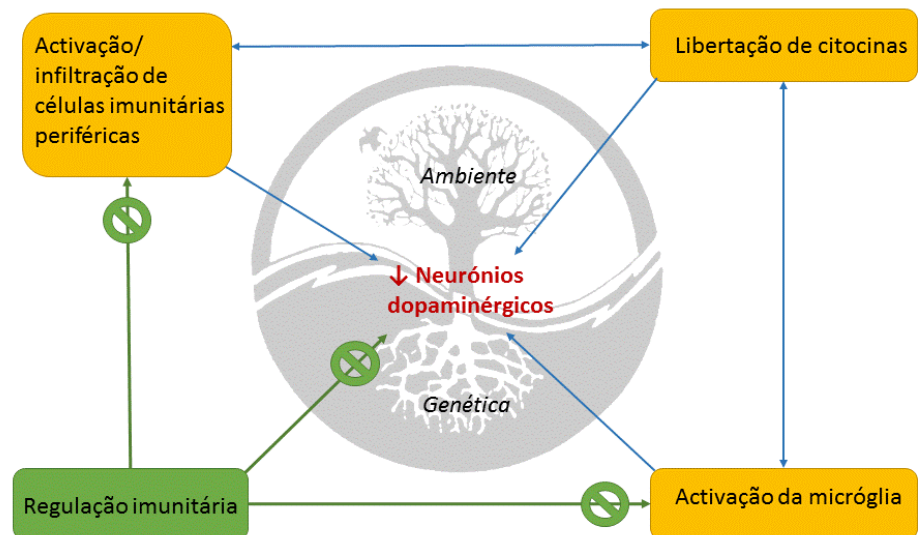 Activação/
infiltração de
células imunitárias
periféricas
Libertação de citocinas
Ambiente
↓ Neurónios
dopaminérgicos
Genética
Regulação imunitária
Activação da micróglia